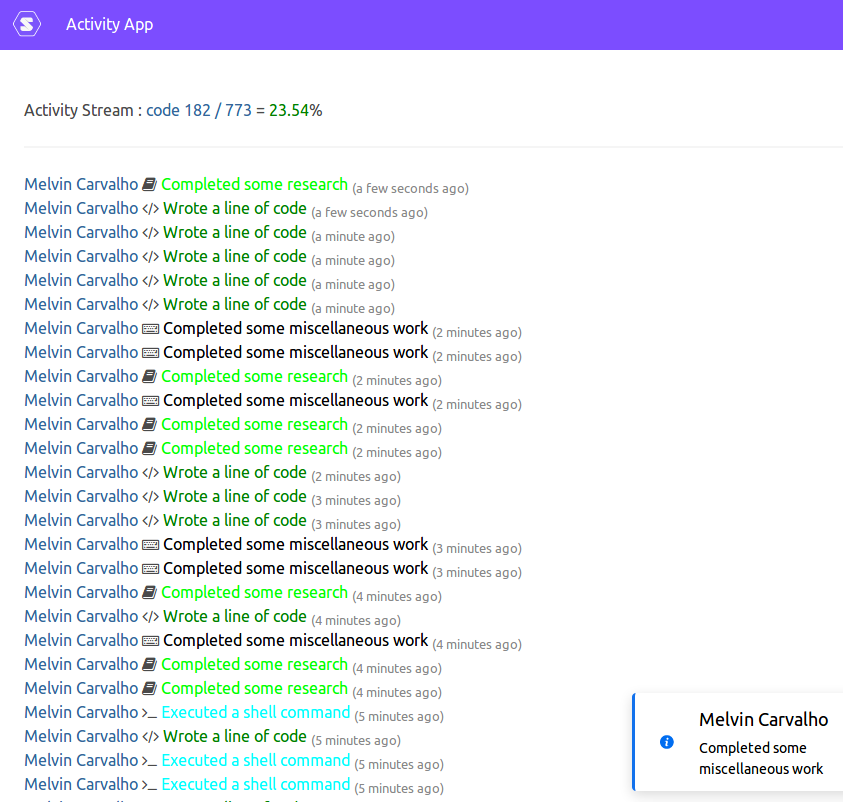 Activity App
Activity Stream : code 182 / 773 = 23.54%
Melvin Carvalho Completed some research (a few seconds ago)
Melvin Carvalho </> Wrote a line of code (a few seconds ago)
Melvin Carvalho </> Wrote a line of code (a minute ago)
Melvin Carvalho </> Wrote a line of code (a minute ago)
Melvin Carvalho </> Wrote a line of code (a minute ago)
Melvin Carvalho </> Wrote a line of code (a minute ago)
Melvin Carvalho Completed some miscellaneous work (2 minutes ago)
Melvin Carvalho Completed some miscellaneous work (2 minutes ago)
Melvin Carvalho Completed some research (2 minutes ago)
Melvin Carvalho Completed some miscellaneous work (2 minutes ago)
Melvin Carvalho Completed some research (2 minutes ago)
Melvin Carvalho Completed some research (2 minutes ago)
Melvin Carvalho </> Wrote a line of code (2 minutes ago)
Melvin Carvalho </> Wrote a line of code (3 minutes ago)
Melvin Carvalho </> Wrote a line of code (3 minutes ago)
Melvin Carvalho Completed some miscellaneous work (3 minutes ago)
Melvin Carvalho Completed some miscellaneous work (3 minutes ago)
Melvin Carvalho Completed some research (4 minutes ago)
Melvin Carvalho </> Wrote a line of code (4 minutes ago)
Melvin Carvalho Completed some miscellaneous work (4 minutes ago)
Melvin Carvalho Completed some research (4 minutes ago)
Melvin Carvalho Completed some research (4 minutes ago)
Melvin Carvalho >_ Executed a shell command (5 minutes ago)
Melvin Carvalho </> Wrote a line of code (5 minutes ago)
Melvin Carvalho >_ Executed a shell command (5 minutes ago)
Melvin Carvalho >_ Executed a shell command (5 minutes ago)
Melvin Carvalho
Completed some
miscellaneous work